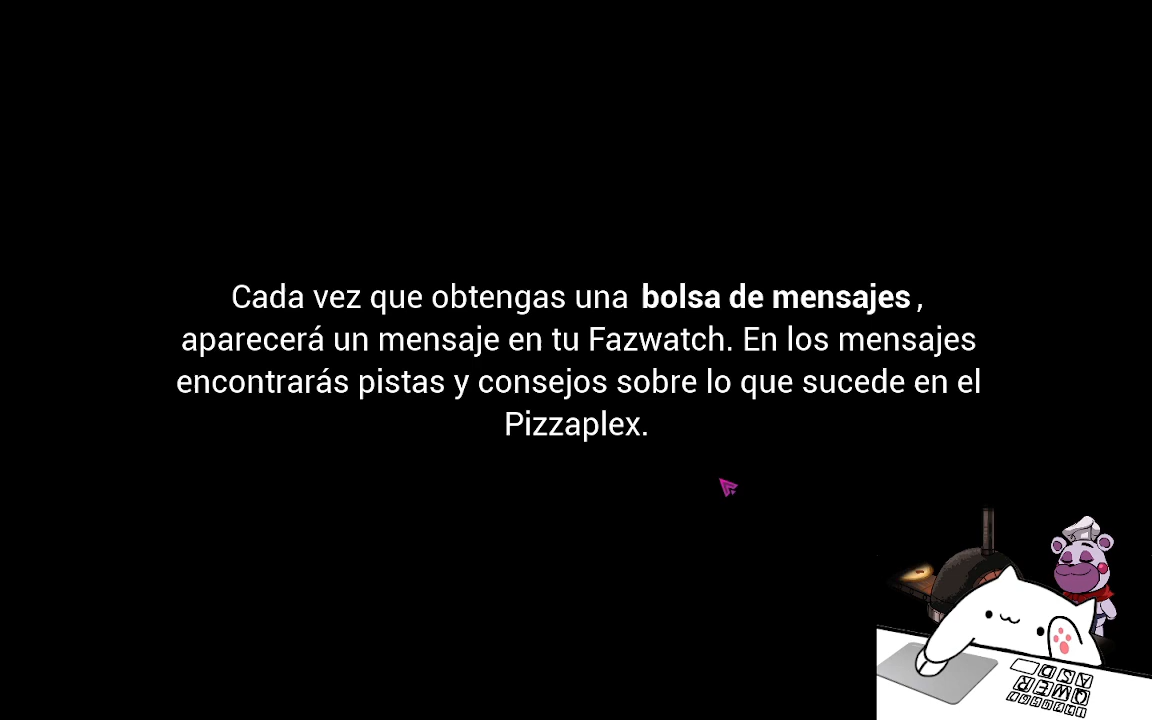 Cada vez que obtengas una bolsa de mensajes,
aparecerá un mensaje en tu Fazwatch. En los mensajes
encontrarás pistas y consejos sobre lo que sucede en el
Pizzaplex.
A S D
Q W E R